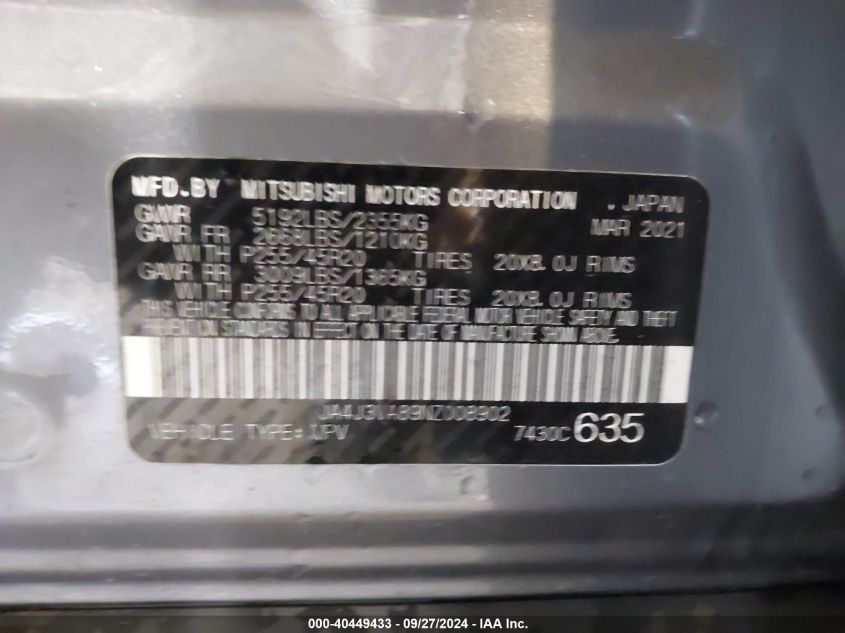 MFD.BY MITSUBISHI MOTORS CORPORATION .JAPAN
GVWR 5192LBS/2355KG MAR 2021
GAWR FR 2668LBS/1210KG
WITH P255/45R20 TIRES 20X8.0J RIMS
GAWR RR 3009LBS/1365KG
WITH P255/45R20 TIRES 20X8.0J RIMS
THIS VEHICLE CONFORMS TO ALL APPLICABLE FEDERAL MOTOR VEHICLE SAFETY AND THEFT
PREVENTION STANDARDS IN EFFECT ON THE DATE OF MANUFACTURE SHOWN ABOVE.
VEHICLE TYPE: MPV 7430C 635
000-40449433 - 09/27/2024 - IAA Inc.